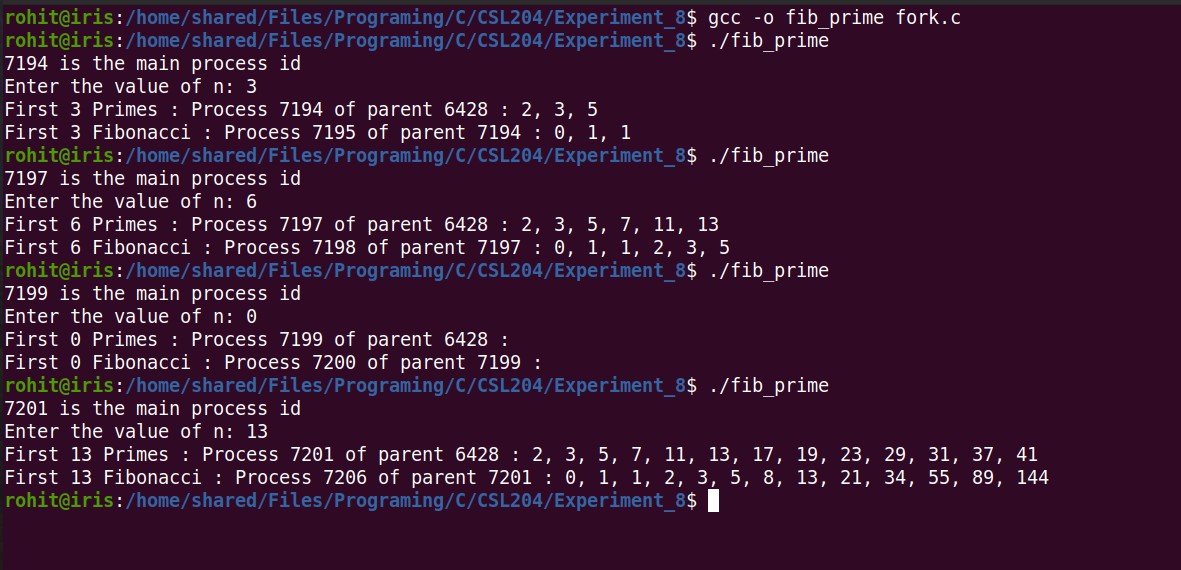 rohit@iris:/home/shared/Files/Programing/C/CSL204/Experiment_8$ gcc -o fib_prime fork.c
rohit@iris:/home/shared/Files/Programing/C/CSL204/Experiment_8$ ./fib_prime
7194 is the main process id
Enter the value of n: 3
First 3 Primes : Process 7194 of parent 6428 : 2, 3, 5
First 3 Fibonacci : Process 7195 of parent 7194 : 0, 1, 1
rohit@iris:/home/shared/Files/Programing/C/CSL204/Experiment_8$ ./fib_prime
7197 is the main process id
Enter the value of n: 6
First 6 Primes : Process 7197 of parent 6428 : 2, 3, 5, 7, 11, 13
First 6 Fibonacci : Process 7198 of parent 7197 : 0, 1, 1, 2, 3, 5
rohit@iris:/home/shared/Files/Programing/C/CSL204/Experiment_8$ ./fib_prime
7199 is the main process id
Enter the value of n: 0
First 0 Primes : Process 7199 of parent 6428 :
First 0 Fibonacci : Process 7200 of parent 7199 :
rohit@iris:/home/shared/Files/Programing/C/CSL204/Experiment_8$ ./fib_prime
7201 is the main process id
Enter the value of n: 13
First 13 Primes : Process 7201 of parent 6428 : 2, 3, 5, 7, 11, 13, 17, 19, 23, 29, 31, 37, 41
First 13 Fibonacci : Process 7206 of parent 7201 : 0, 1, 1, 2, 3, 5, 8, 13, 21, 34, 55, 89, 144
rohit@iris:/home/shared/Files/Programing/C/CSL204/Experiment_8$